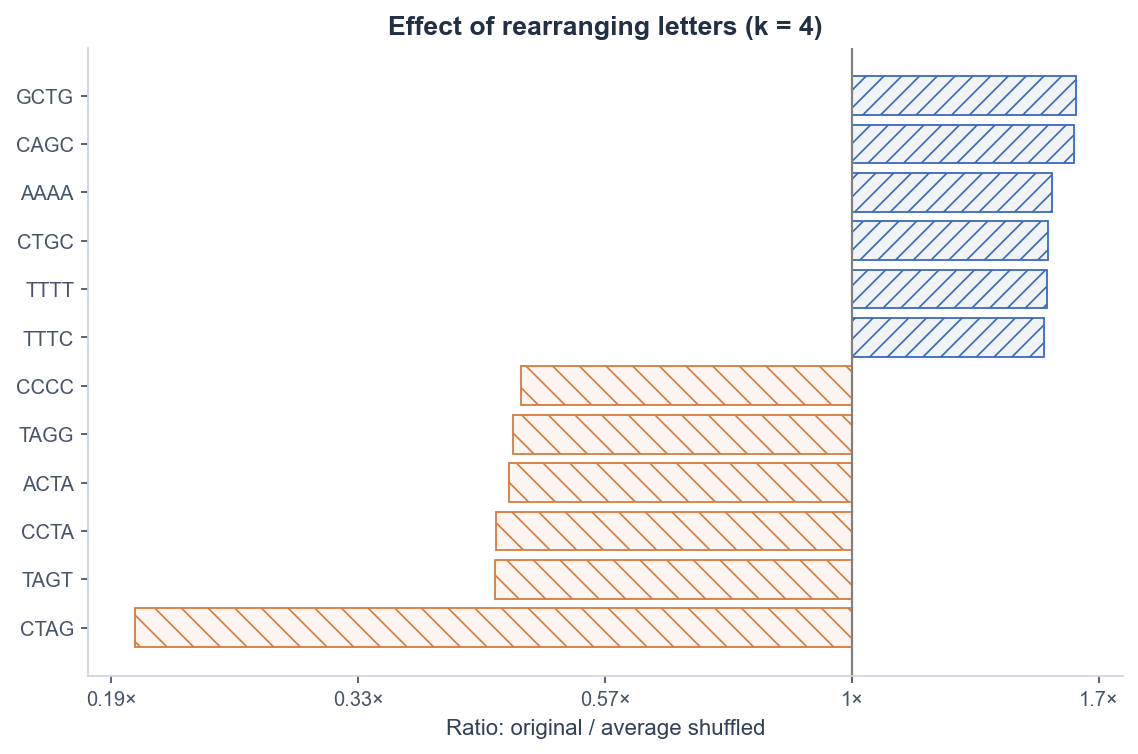 Effect of rearranging letters (k = 4)
GCTG
CAGC
AAAA
CTGC
TTTT
TTTC
CCCC
TAGG
ACTA
CCTA
TAGT
CTAG
0.19× 0.33× 0.57× 1× 1.7×
Ratio: original / average shuffled